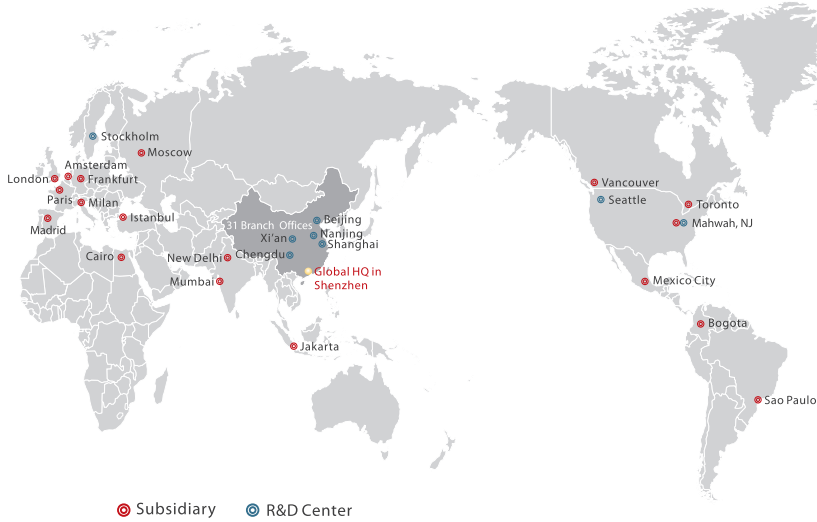 Stockholm
Moscow
Amsterdam
London
Frankfurt
Paris
Milan
Istanbul
Madrid
Cairo
New Delhi
Mumbai
31 Branch Offices
Beijing
Nanjing
Xi'an
Shanghai
Chengdu
Global HQ in
Shenzhen
Jakarta
Vancouver
Seattle
Toronto
Mahwah, NJ
Mexico City
Bogota
Sao Paulo
Subsidiary
R&D Center